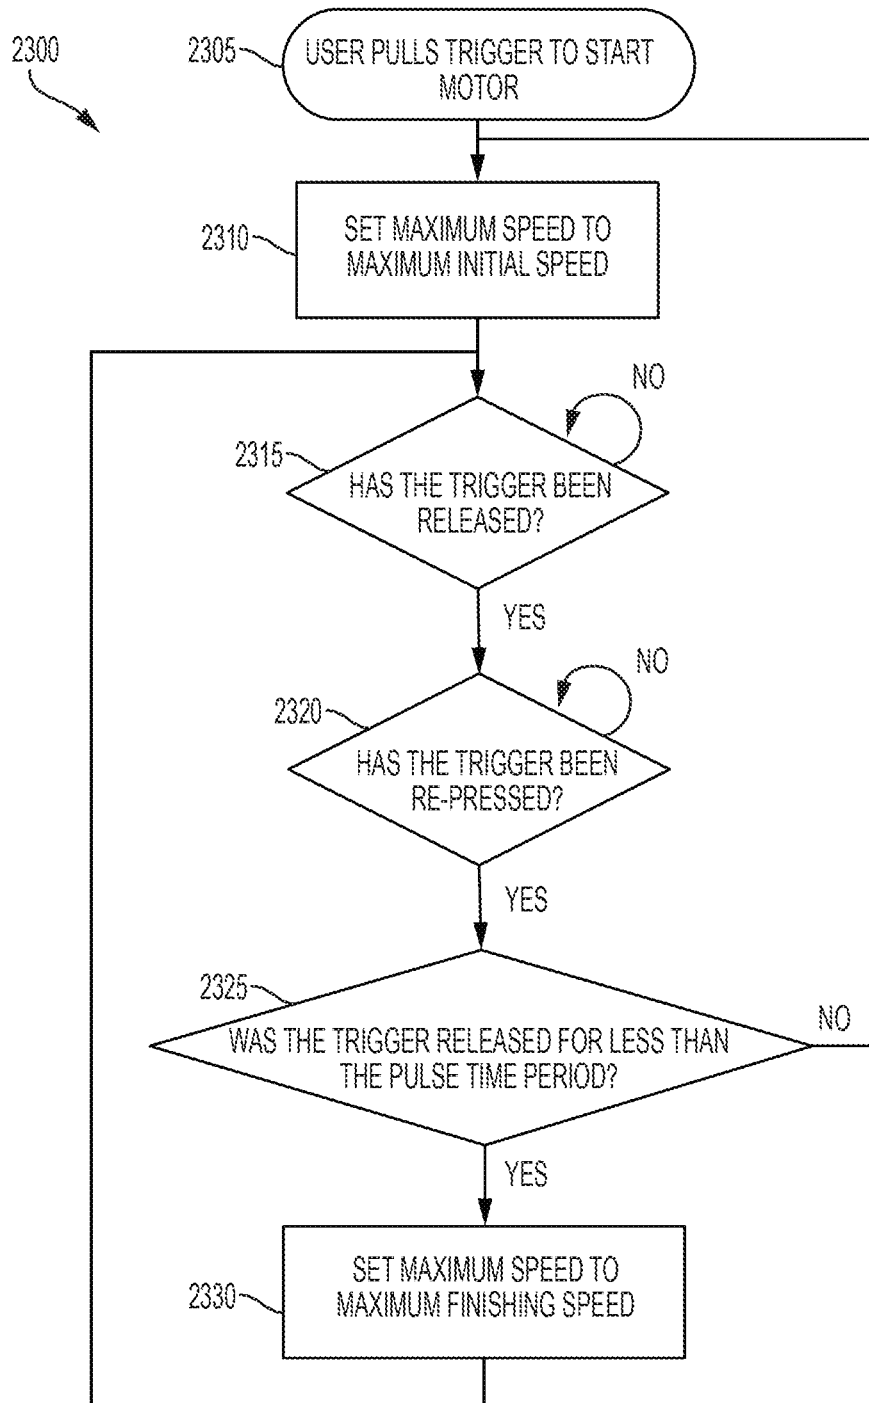 2300
2305
USER PULLS TRIGGER TO START
MOTOR
2310
SET MAXIMUM SPEED TO
MAXIMUM INITIAL SPEED
NO
2315
HAS THE TRIGGER BEEN
RELEASED?
YES
NO
2320
HAS THE TRIGGER BEEN
RE-PRESSED?
YES
2325
NO
WAS THE TRIGGER RELEASED FOR LESS THAN
THE PULSE TIME PERIOD?
YES
2330
SET MAXIMUM SPEED TO
MAXIMUM FINISHING SPEED